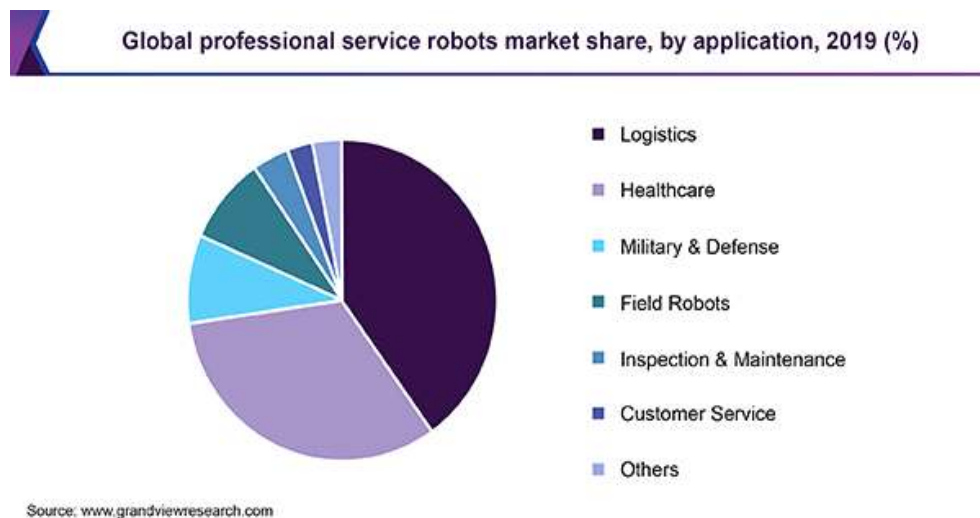 Global professional service robots market share, by application, 2019 (%)
Logistics
Healthcare
Military & Defense
Field Robots
Inspection & Maintenance
Customer Service
Others
Source: www.grandviewresearch.com